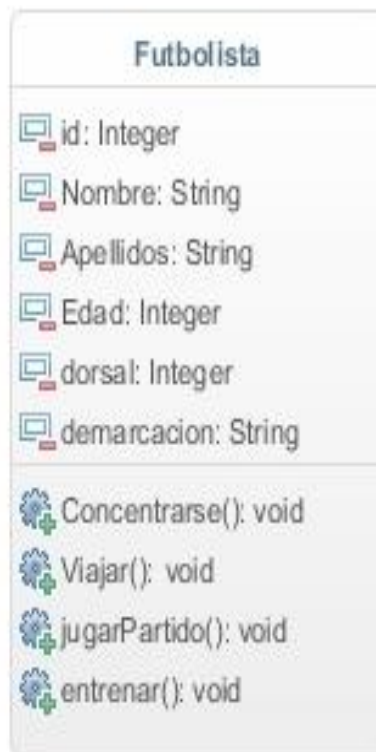 Futbolista
id: Integer
Nombre: String
Apellidos: String
Edad: Integer
dorsal: Integer
demarcacion: String
Concentrarse(): void
Viajar(): void
jugarPartido(): void
entrenar(): void